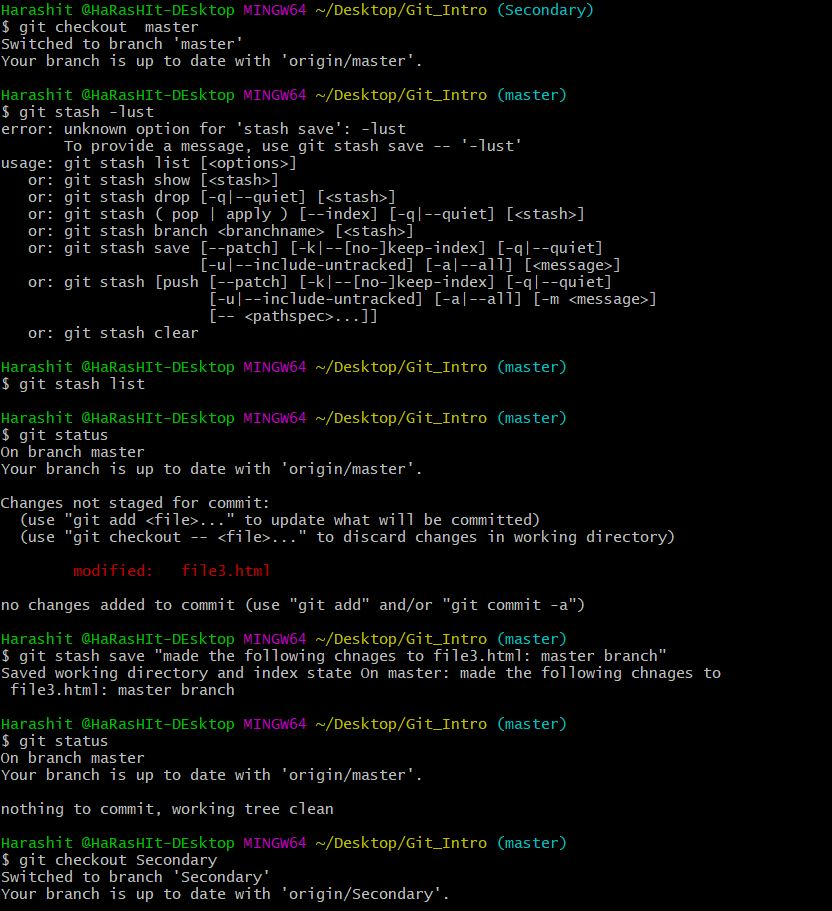 Harashit @HaRasHIt-DEsktop MINGW64 ~/Desktop/Git_Intro (Secondary)
$ git checkout  master
Switched to branch 'master'
Your branch is up to date with 'origin/master'.

Harashit @HaRasHIt-DEsktop MINGW64 ~/Desktop/Git_Intro (master)
$ git stash -lust
error: unknown option for 'stash save': -lust
       To provide a message, use git stash save -- '-lust'
usage: git stash list [<options>]
   or: git stash show [<stash>]
   or: git stash drop [-q|--quiet] [<stash>]
   or: git stash ( pop | apply ) [--index] [-q|--quiet] [<stash>]
   or: git stash branch <branchname> [<stash>]
   or: git stash save [--patch] [-k|--[no-]keep-index] [-q|--quiet]
                      [-u|--include-untracked] [-a|--all] [<message>]
   or: git stash [push [--patch] [-k|--[no-]keep-index] [-q|--quiet]
                       [-u|--include-untracked] [-a|--all] [-m <message>]
                       [-- <pathspec>...]]
   or: git stash clear

Harashit @HaRasHIt-DEsktop MINGW64 ~/Desktop/Git_Intro (master)
$ git stash list

Harashit @HaRasHIt-DEsktop MINGW64 ~/Desktop/Git_Intro (master)
$ git status
On branch master
Your branch is up to date with 'origin/master'.

Changes not staged for commit:
  (use "git add <file>..." to update what will be committed)
  (use "git checkout -- <file>..." to discard changes in working directory)

        modified:   file3.html

no changes added to commit (use "git add" and/or "git commit -a")

Harashit @HaRasHIt-DEsktop MINGW64 ~/Desktop/Git_Intro (master)
$ git stash save "made the following chnages to file3.html: master branch"
Saved working directory and index state On master: made the following chnages to
 file3.html: master branch

Harashit @HaRasHIt-DEsktop MINGW64 ~/Desktop/Git_Intro (master)
$ git status
On branch master
Your branch is up to date with 'origin/master'.

nothing to commit, working tree clean

Harashit @HaRasHIt-DEsktop MINGW64 ~/Desktop/Git_Intro (master)
$ git checkout Secondary
Switched to branch 'Secondary'
Your branch is up to date with 'origin/Secondary'.